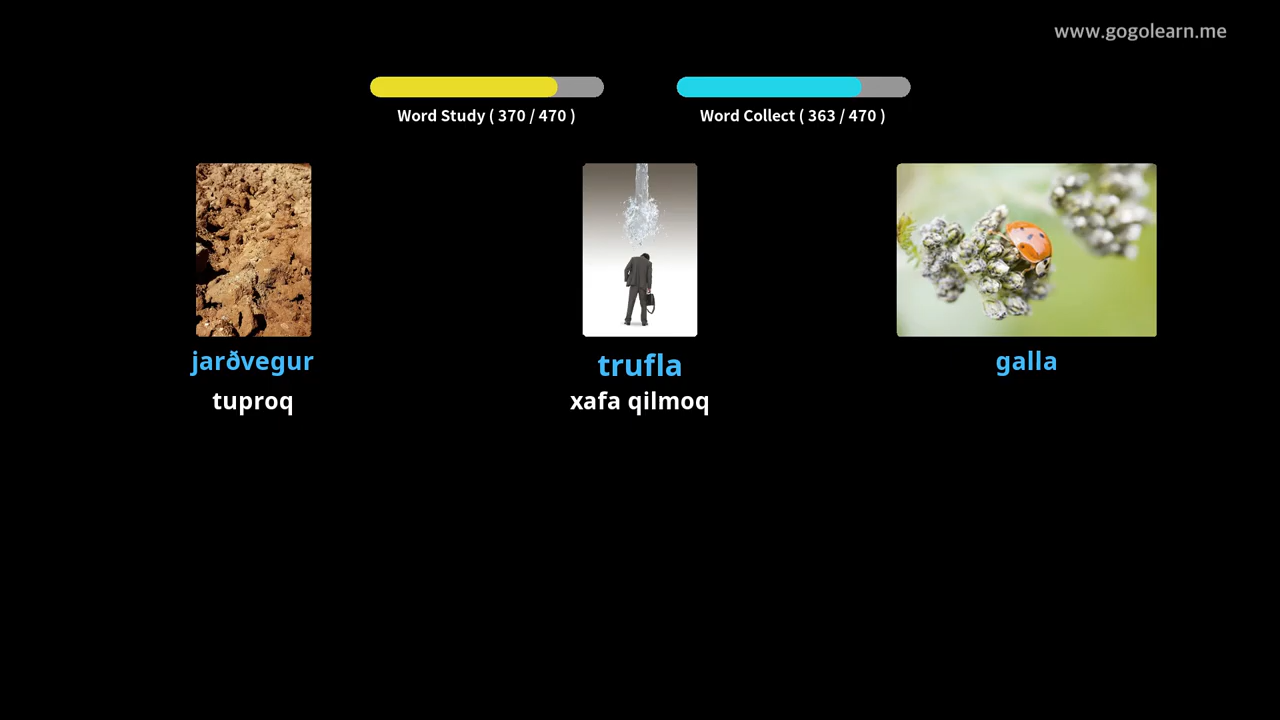 www.gogolearn.me
Word Study ( 370 / 470 )
Word Collect ( 363 / 470 )
jarðvegur
tuproq
trufla
xafa qilmoq
galla